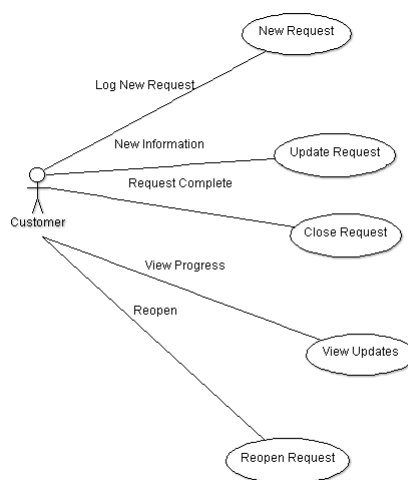 New Request
Log New Request
New Information
Update Request
Request Complete
Customer
Close Request
View Progress
Reopen
View Updates
Reopen Request